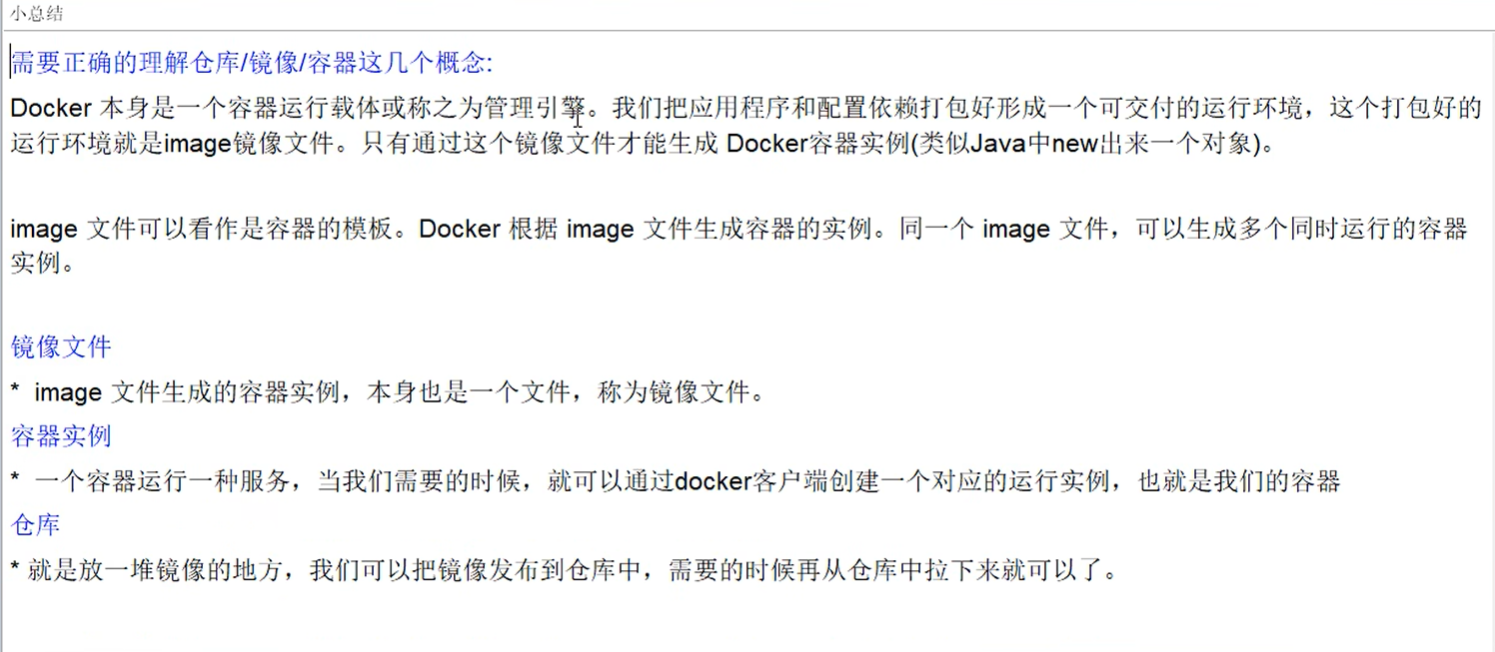 小总结
需要正确的理解仓库/镜像/容器这几个概念:
Docker 本身是一个容器运行载体或称之为管理引擎。我们把应用程序和配置依赖打包好形成一个可交付的运行环境，这个打包好的
运行环境就是image镜像文件。只有通过这个镜像文件才能生成 Docker容器实例(类似Java中new出来一个对象)。
image 文件可以看作是容器的模板。Docker 根据 image 文件生成容器的实例。同一个 image 文件，可以生成多个同时运行的容器
实例。
镜像文件
* image 文件生成的容器实例，本身也是一个文件，称为镜像文件。
容器实例
* 一个容器运行一种服务，当我们需要的时候，就可以通过docker客户端创建一个对应的运行实例，也就是我们的容器
仓库
* 就是放一堆镜像的地方，我们可以把镜像发布到仓库中，需要的时候再从仓库中拉下来就可以了。